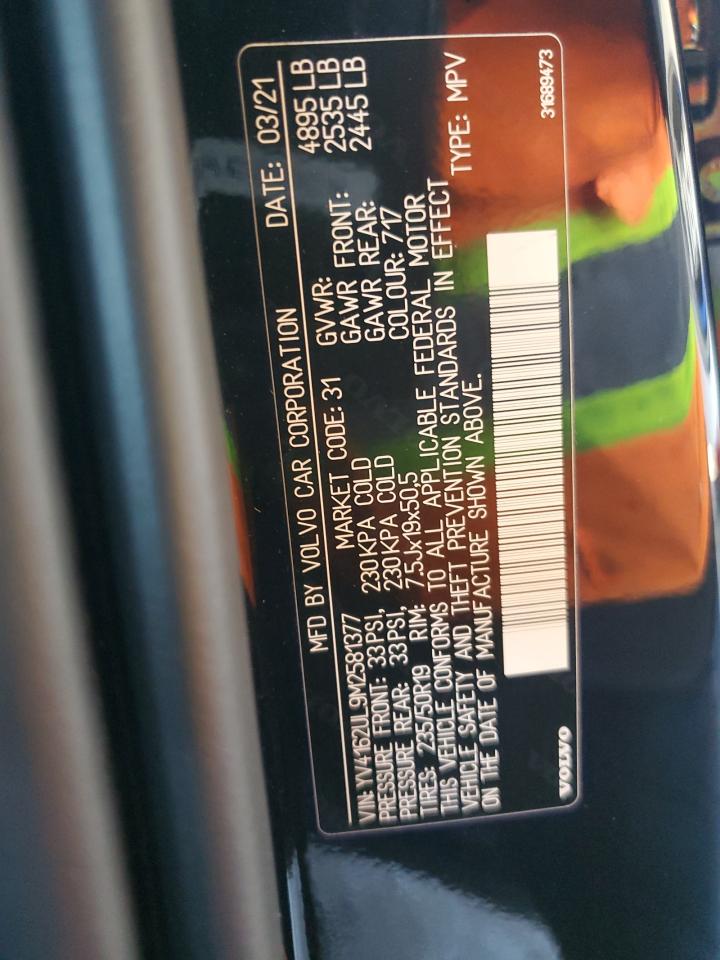 MFD BY VOLVO CAR CORPORATION DATE: 03/21
VIN: YV4162UL9M2581377 MARKET CODE: 31 GVWR: 4895 LB
PRESSURE FRONT: 33PSI, 230KPA COLD GAWR FRONT: 2535 LB
PRESSURE REAR: 33PSI, 230KPA COLD GAWR REAR: 2445 LB
TIRES: 235/50R19 RIM: 7.5Jx19x50,5 COLOUR: 717
THIS VEHICLE CONFORMS TO ALL APPLICABLE FEDERAL MOTOR
VEHICLE SAFETY AND THEFT PREVENTION STANDARDS IN EFFECT
ON THE DATE OF MANUFACTURE SHOWN ABOVE. TYPE: MPV
VOLVO 31689473